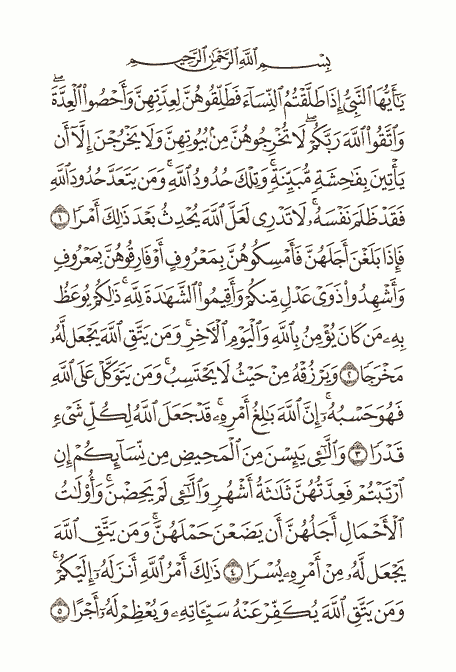 بِسْمِ ٱللَّهِ ٱلرَّحْمَٰنِ ٱلرَّحِيمِ
يَٰٓأَيُّهَا ٱلنَّبِىُّ إِذَا طَلَّقْتُمُ ٱلنِّسَآءَ فَطَلِّقُوهُنَّ لِعِدَّتِهِنَّ وَأَحْصُوا۟ ٱلْعِدَّةَ ۖ
وَٱتَّقُوا۟ ٱللَّهَ رَبَّكُمْ ۖ لَا تُخْرِجُوهُنَّ مِنۢ بُيُوتِهِنَّ وَلَا يَخْرُجْنَ إِلَّآ أَن
يَأْتِينَ بِفَٰحِشَةٍ مُّبَيِّنَةٍ ۚ وَتِلْكَ حُدُودُ ٱللَّهِ ۚ وَمَن يَتَعَدَّ حُدُودَ ٱللَّهِ
فَقَدْ ظَلَمَ نَفْسَهُۥ ۚ لَا تَدْرِى لَعَلَّ ٱللَّهَ يُحْدِثُ بَعْدَ ذَٰلِكَ أَمْرًا ١
فَإِذَا بَلَغْنَ أَجَلَهُنَّ فَأَمْسِكُوهُنَّ بِمَعْرُوفٍ أَوْ فَارِقُوهُنَّ بِمَعْرُوفٍ
وَأَشْهِدُوا۟ ذَوَىْ عَدْلٍ مِّنكُمْ وَأَقِيمُوا۟ ٱلشَّهَٰدَةَ لِلَّهِ ۚ ذَٰلِكُمْ يُوعَظُ
بِهِۦ مَن كَانَ يُؤْمِنُ بِٱللَّهِ وَٱلْيَوْمِ ٱلْءَاخِرِ ۚ وَمَن يَتَّقِ ٱللَّهَ يَجْعَل لَّهُۥ
مَخْرَجًا ٢ وَيَرْزُقْهُ مِنْ حَيْثُ لَا يَحْتَسِبُ ۚ وَمَن يَتَوَكَّلْ عَلَى ٱللَّهِ
فَهُوَ حَسْبُهُۥٓ ۚ إِنَّ ٱللَّهَ بَٰلِغُ أَمْرِهِۦ ۚ قَدْ جَعَلَ ٱللَّهُ لِكُلِّ شَىْءٍ
قَدْرًا ٣ وَٱلَّٰٓـِٔى يَئِسْنَ مِنَ ٱلْمَحِيضِ مِن نِّسَآئِكُمْ إِنِ
ٱرْتَبْتُمْ فَعِدَّتُهُنَّ ثَلَٰثَةُ أَشْهُرٍ وَٱلَّٰٓـِٔى لَمْ يَحِضْنَ ۚ وَأُو۟لَٰتُ
ٱلْأَحْمَالِ أَجَلُهُنَّ أَن يَضَعْنَ حَمْلَهُنَّ ۚ وَمَن يَتَّقِ ٱللَّهَ
يَجْعَل لَّهُۥ مِنْ أَمْرِهِۦ يُسْرًا ٤ ذَٰلِكَ أَمْرُ ٱللَّهِ أَنزَلَهُۥٓ إِلَيْكُمْ ۚ
وَمَن يَتَّقِ ٱللَّهَ يُكَفِّرْ عَنْهُ سَيِّـَٔاتِهِۦ وَيُعْظِمْ لَهُۥٓ أَجْرًا ٥